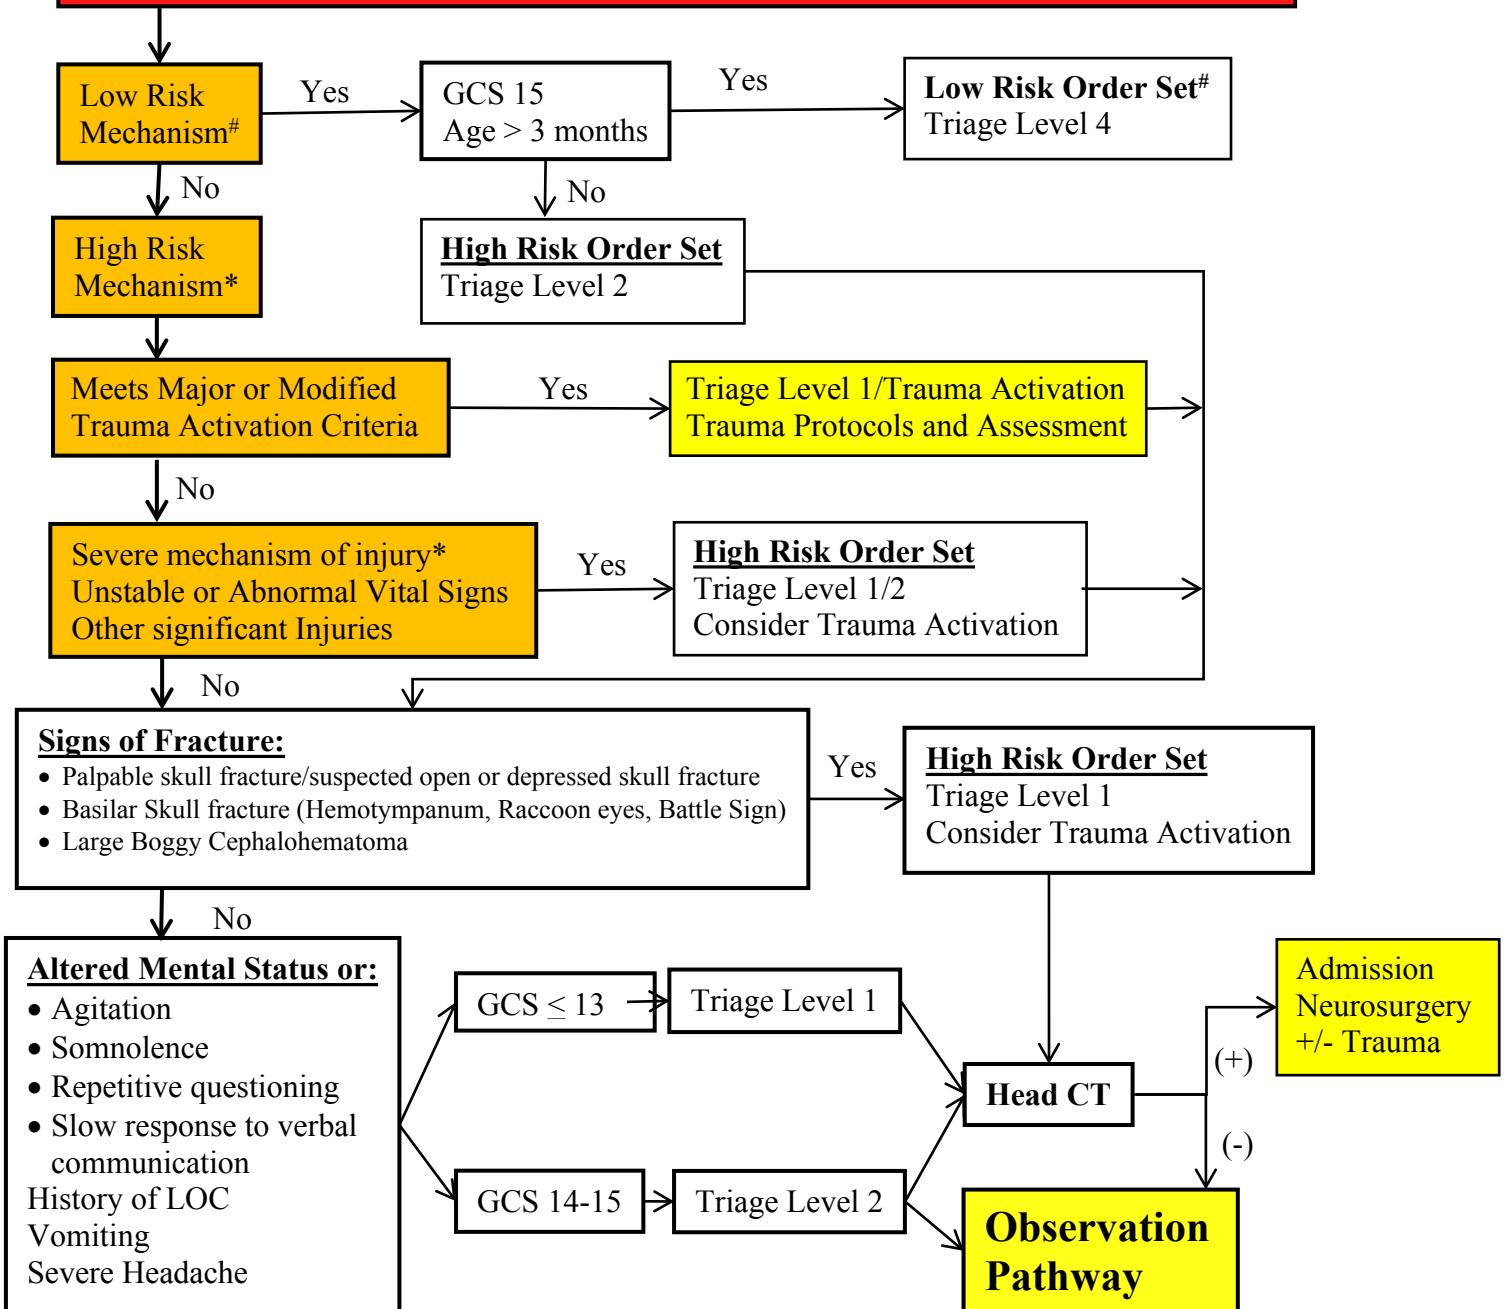 Low Risk
Mechanism#
Yes
GCS 15
Age > 3 months
Yes
Low Risk Order Set#
Triage Level 4
No
No
High Risk
Mechanism*
High Risk Order Set
Triage Level 2
Meets Major or Modified
Trauma Activation Criteria
Yes
Triage Level 1/Trauma Activation
Trauma Protocols and Assessment
No
Severe mechanism of injury*
Unstable or Abnormal Vital Signs
Other significant Injuries
Yes
High Risk Order Set
Triage Level 1/2
Consider Trauma Activation
No
Signs of Fracture:
• Palpable skull fracture/suspected open or depressed skull fracture
• Basilar Skull fracture (Hemotympanum, Raccoon eyes, Battle Sign)
• Large Boggy Cephalohematoma
Yes
High Risk Order Set
Triage Level 1
Consider Trauma Activation
No
Altered Mental Status or:
• Agitation
• Somnolence
• Repetitive questioning
• Slow response to verbal
communication
History of LOC
Vomiting
Severe Headache
GCS ≤ 13
Triage Level 1
GCS 14-15
Triage Level 2
Head CT
(+)
(-)
Admission
Neurosurgery
+/- Trauma
Observation
Pathway